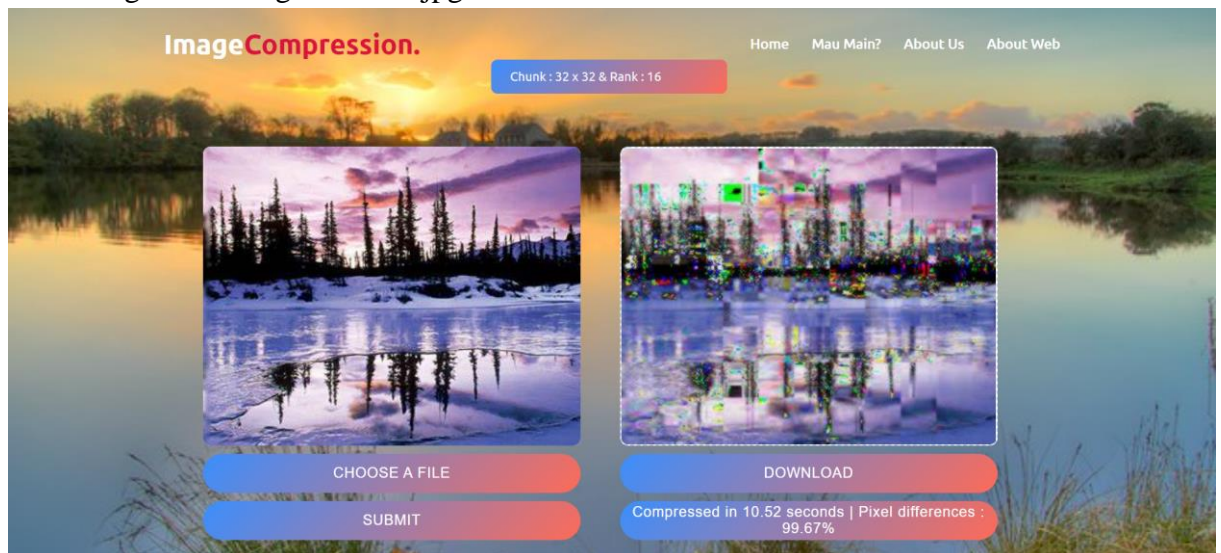 ImageCompression.
Home Mau Main? About Us About Web
Chunk : 32 x 32 & Rank : 16
CHOOSE A FILE
DOWNLOAD
SUBMIT
Compressed in 10.52 seconds | Pixel differences :
99.67%